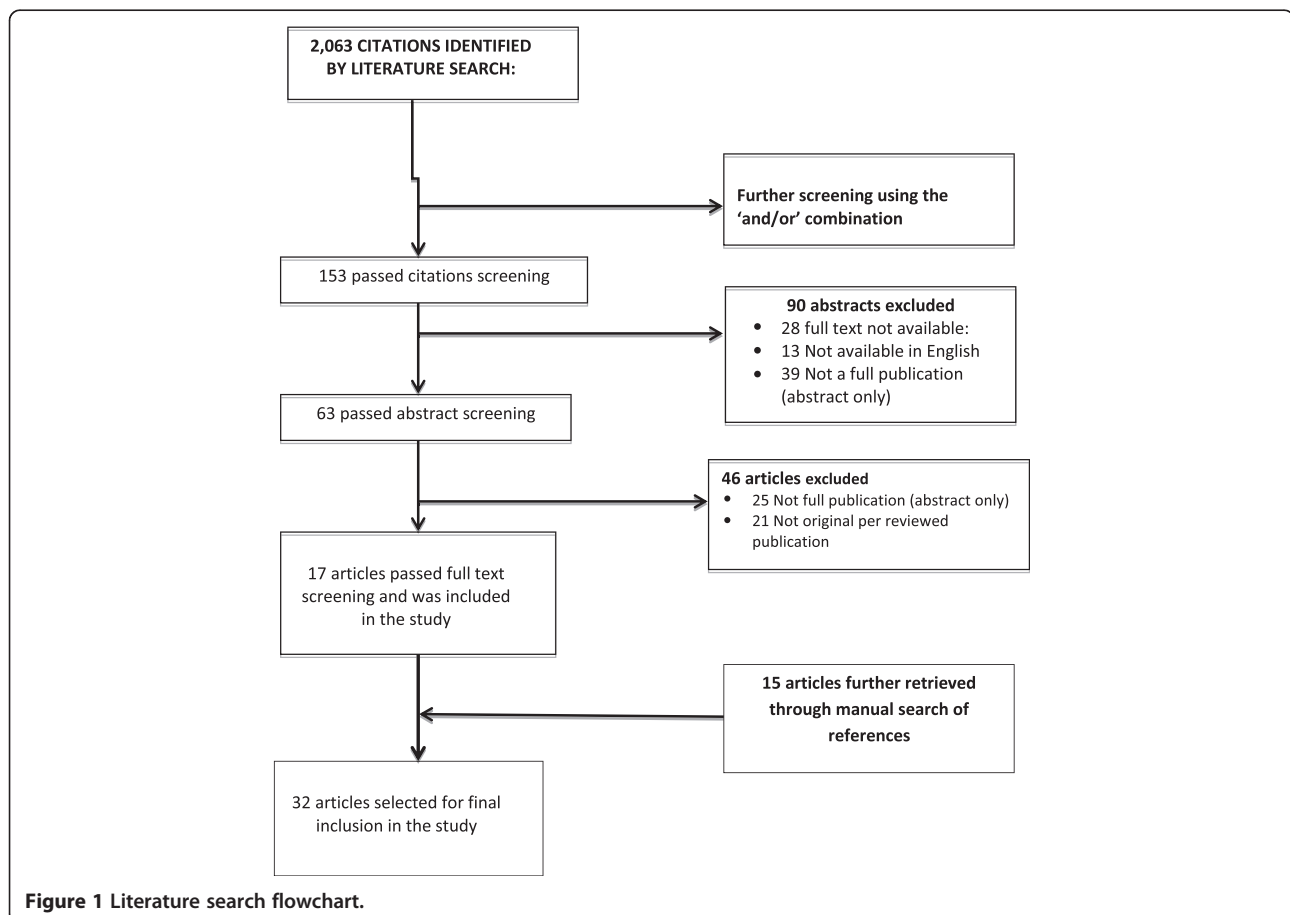 2,063 CITATIONS IDENTIFIED
BY LITERATURE SEARCH:
Further screening using the
‘and/or’ combination
153 passed citations screening
90 abstracts excluded
• 28 full text not available:
• 13 Not available in English
• 39 Not a full publication
(abstract only)
63 passed abstract screening
46 articles excluded
• 25 Not full publication (abstract only)
• 21 Not original per reviewed
publication
17 articles passed full text
screening and was included
in the study
15 articles further retrieved
through manual search of
references
32 articles selected for final
inclusion in the study
Figure 1 Literature search flowchart.